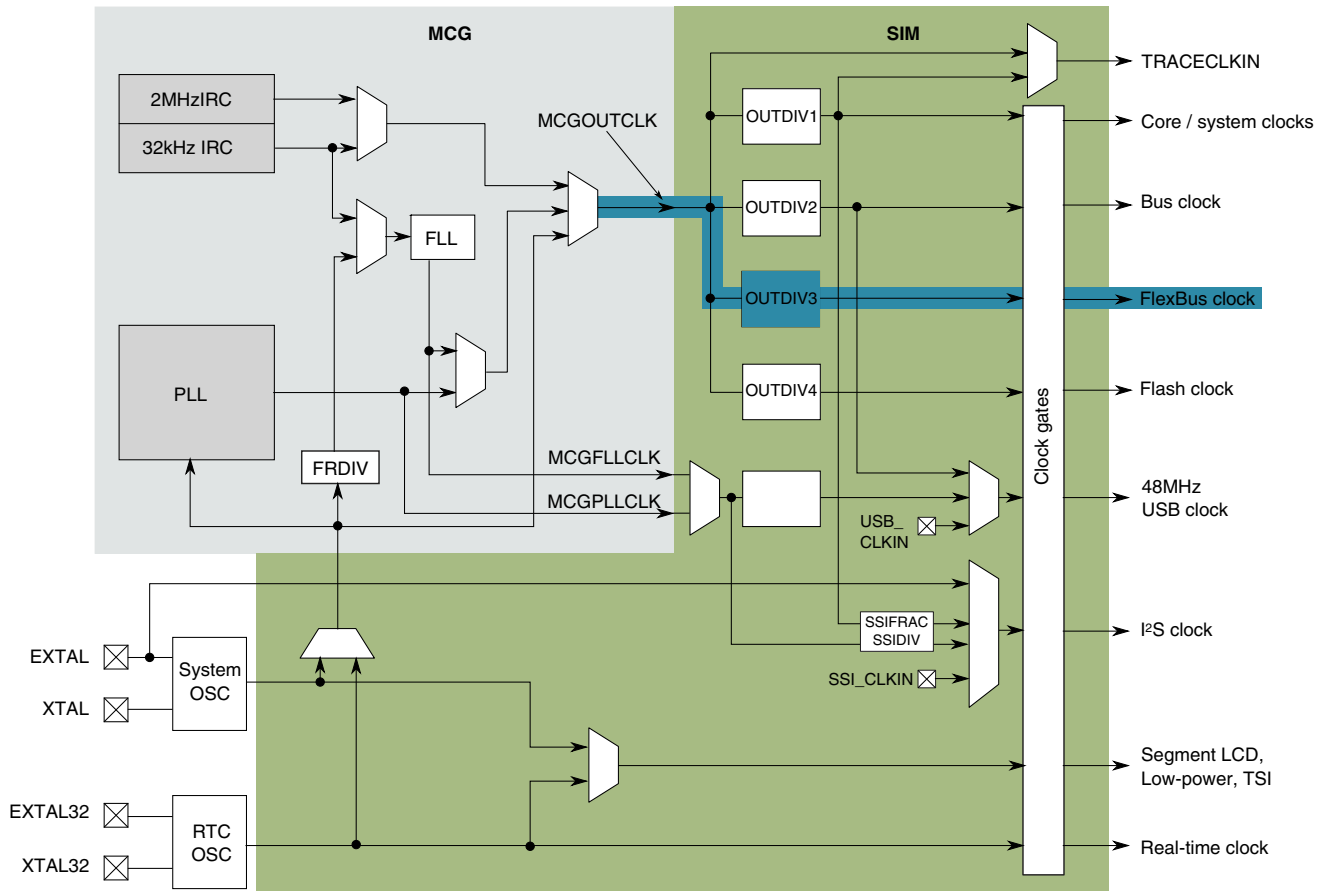 MCG
SIM
TRACECLKIN
2MHzIRC
32kHz IRC
MCGOUTCLK
OUTDIV1
Core / system clocks
OUTDIV2
Bus clock
FLL
OUTDIV3
FlexBus clock
PLL
OUTDIV4
Flash clock
Clock gates
FRDIV
MCGFLLCLK
MCGPLLCLK
48MHz
USB clock
USB_
CLKIN
EXTAL
XTAL
System
OSC
SSIFRAC
SSIDIV
I²S clock
SSI_CLKIN
Segment LCD,
Low-power, TSI
EXTAL32
XTAL32
RTC
OSC
Real-time clock